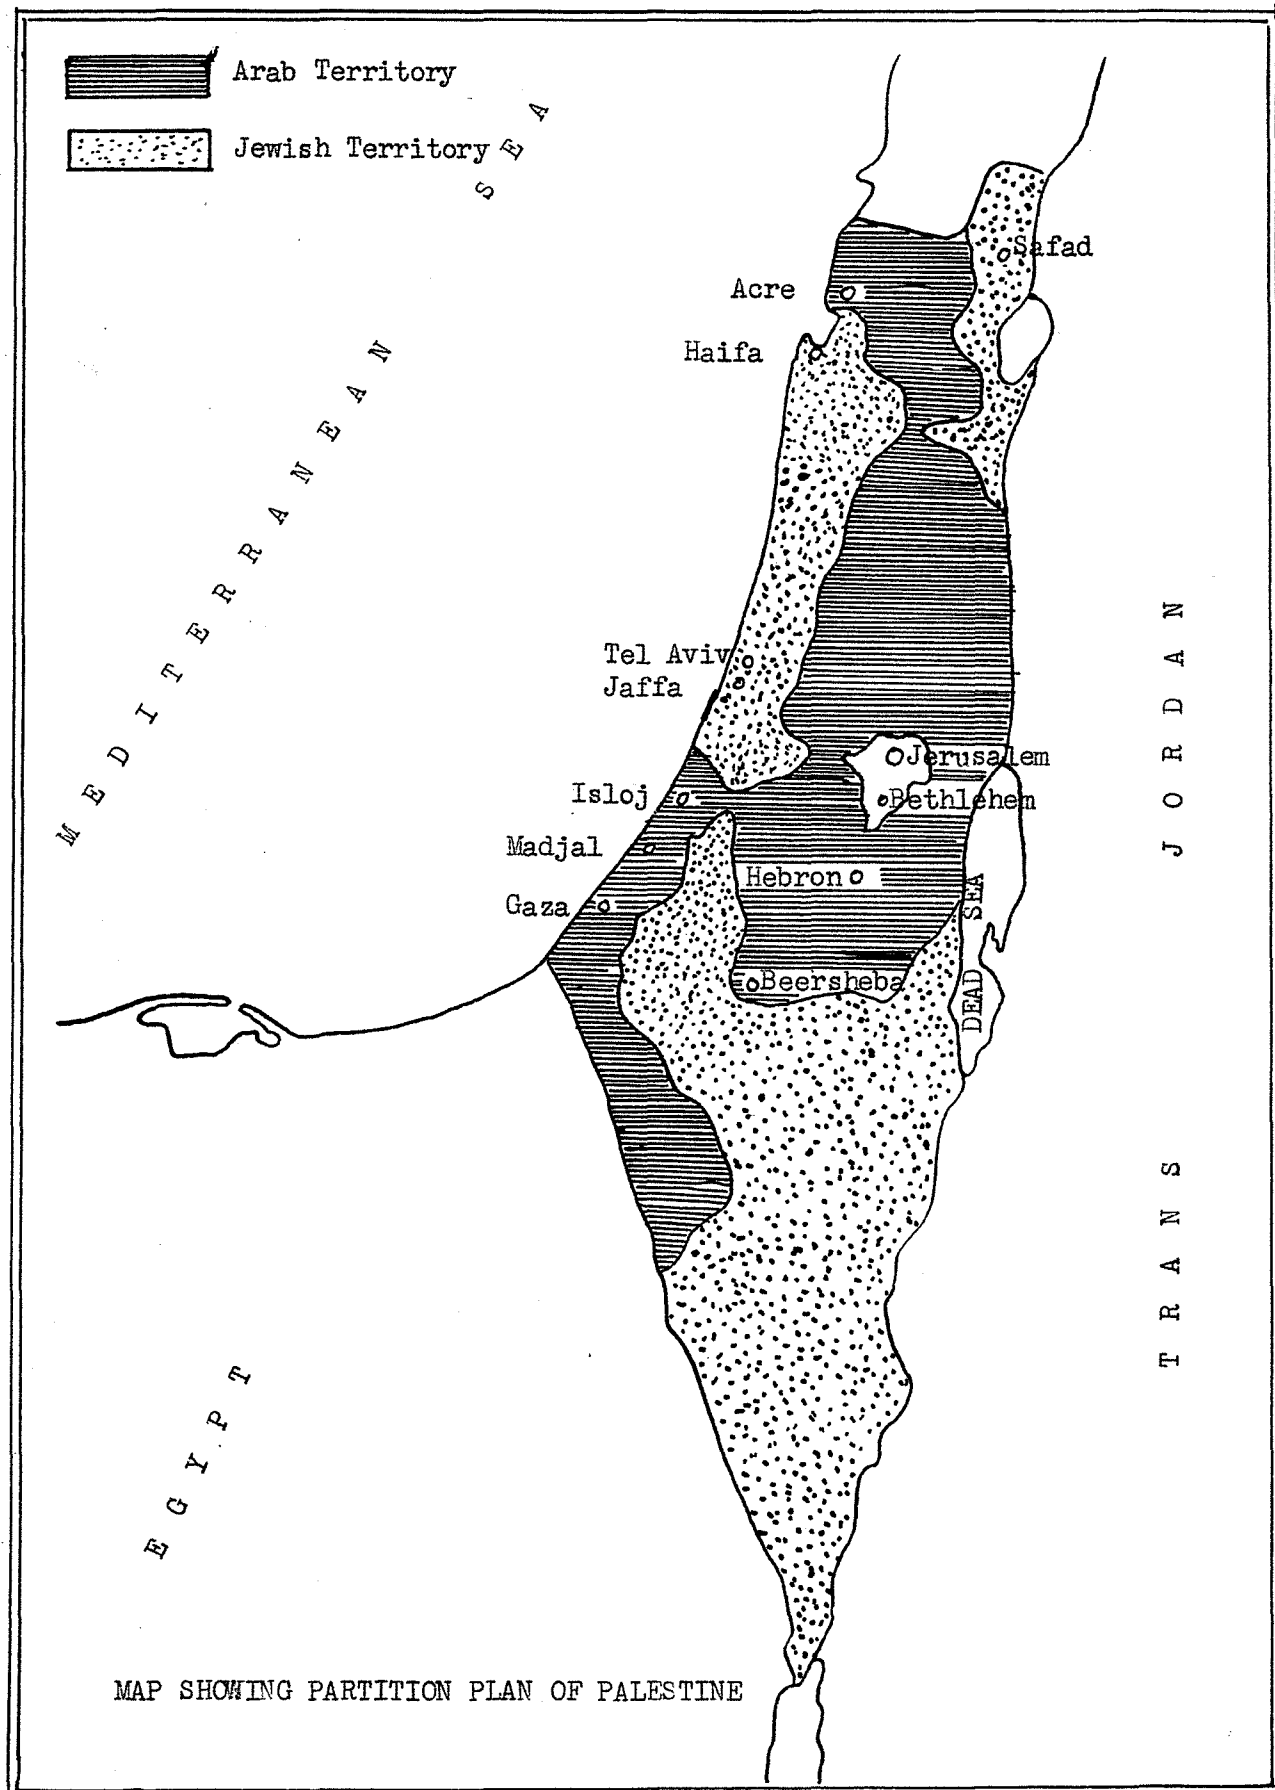 Arab Territory
Jewish Territory
MEDITERRANEAN SEA
Safad
Acre
Haifa
Tel Aviv
Jaffa
Jerusalem
Isloj
Bethlehem
Madjal
Hebron
Gaza
Beersheba
DEAD SEA
TRANS JORDAN
EGYPT
MAP SHOWING PARTITION PLAN OF PALESTINE